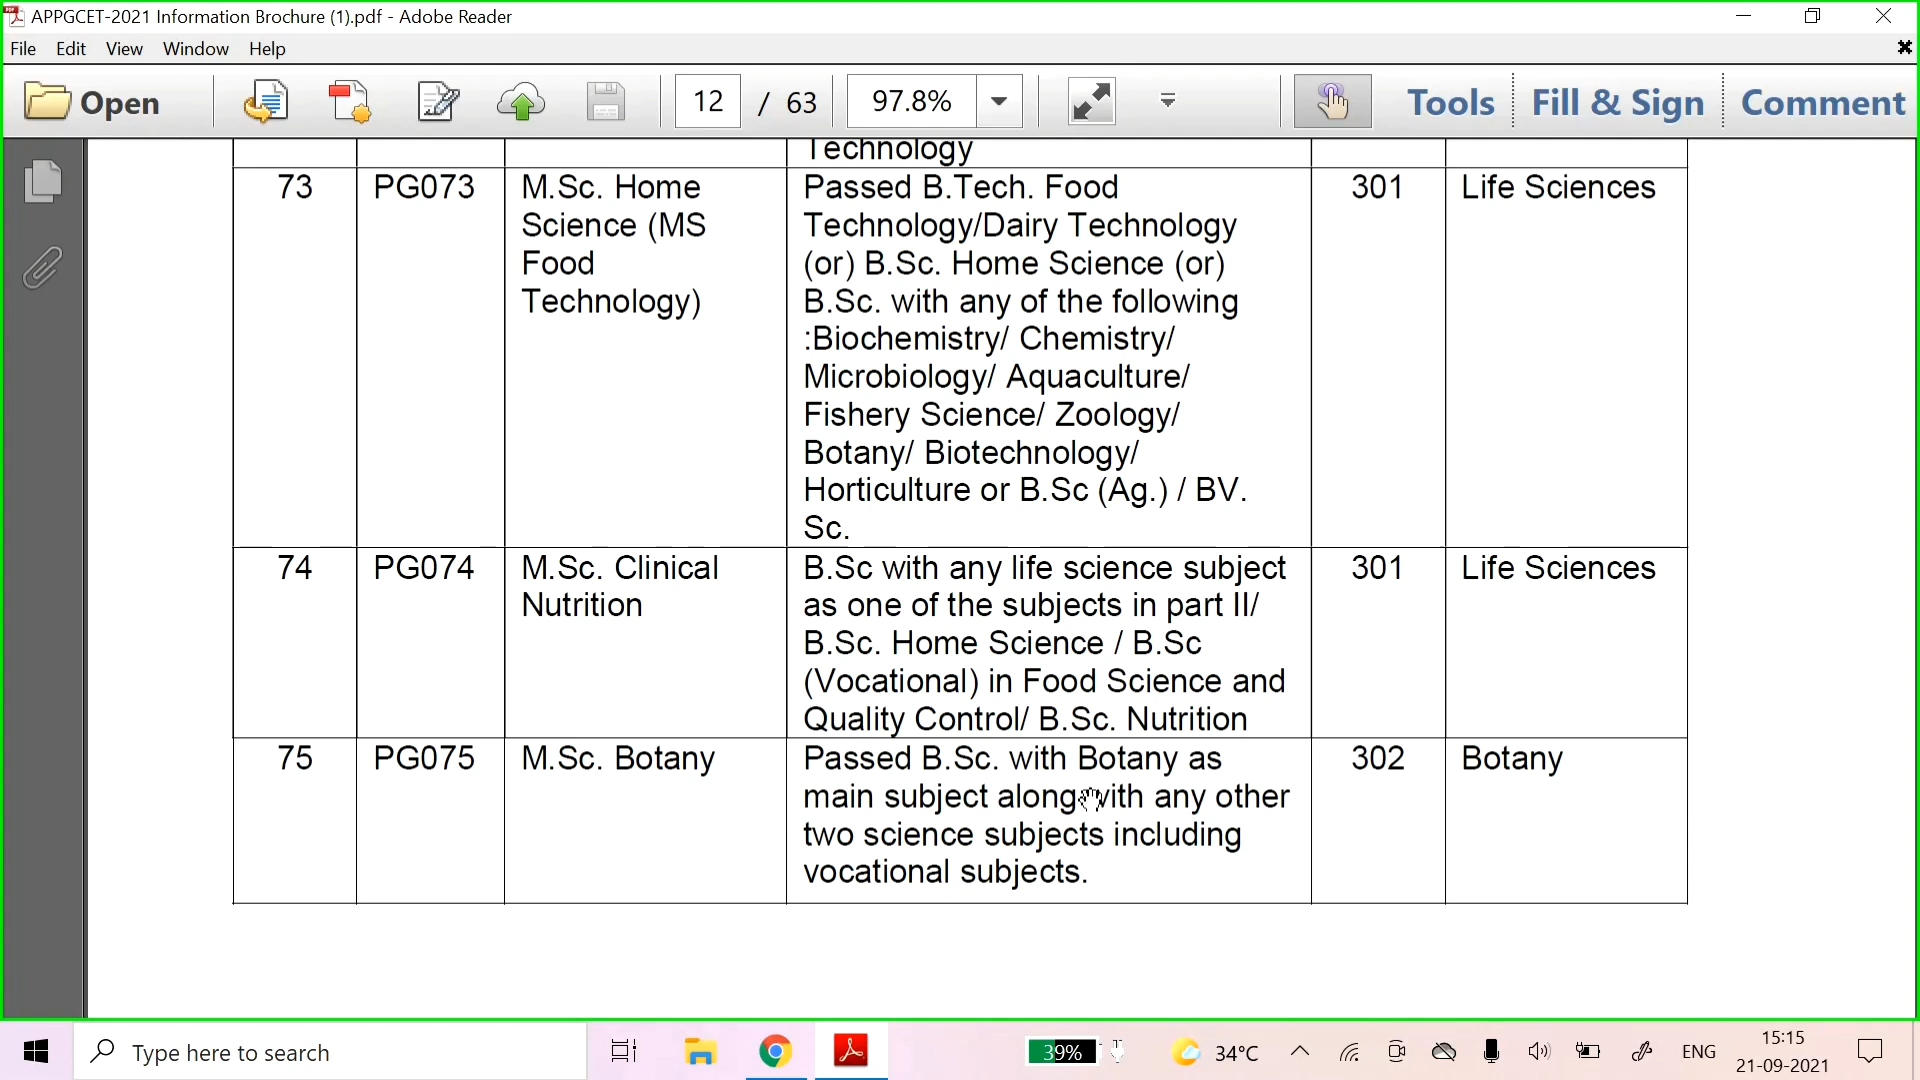 APPGCET-2021 Information Brochure (1).pdf - Adobe Reader
File Edit View Window Help
Open 12 / 63 97.8% Tools Fill & Sign Comment
Technology
73 PG073 M.Sc. Home Passed B.Tech. Food 301 Life Sciences
Science (MS Technology/Dairy Technology
Food (or) B.Sc. Home Science (or)
Technology) B.Sc. with any of the following
:Biochemistry/ Chemistry/
Microbiology/ Aquaculture/
Fishery Science/ Zoology/
Botany/ Biotechnology/
Horticulture or B.Sc (Ag.) / BV.
Sc.
74 PG074 M.Sc. Clinical B.Sc with any life science subject 301 Life Sciences
Nutrition as one of the subjects in part II/
B.Sc. Home Science / B.Sc
(Vocational) in Food Science and
Quality Control/ B.Sc. Nutrition
75 PG075 M.Sc. Botany Passed B.Sc. with Botany as 302 Botany
main subject along with any other
two science subjects including
vocational subjects.
Type here to search 39% 34°C ENG 15:15
21-09-2021